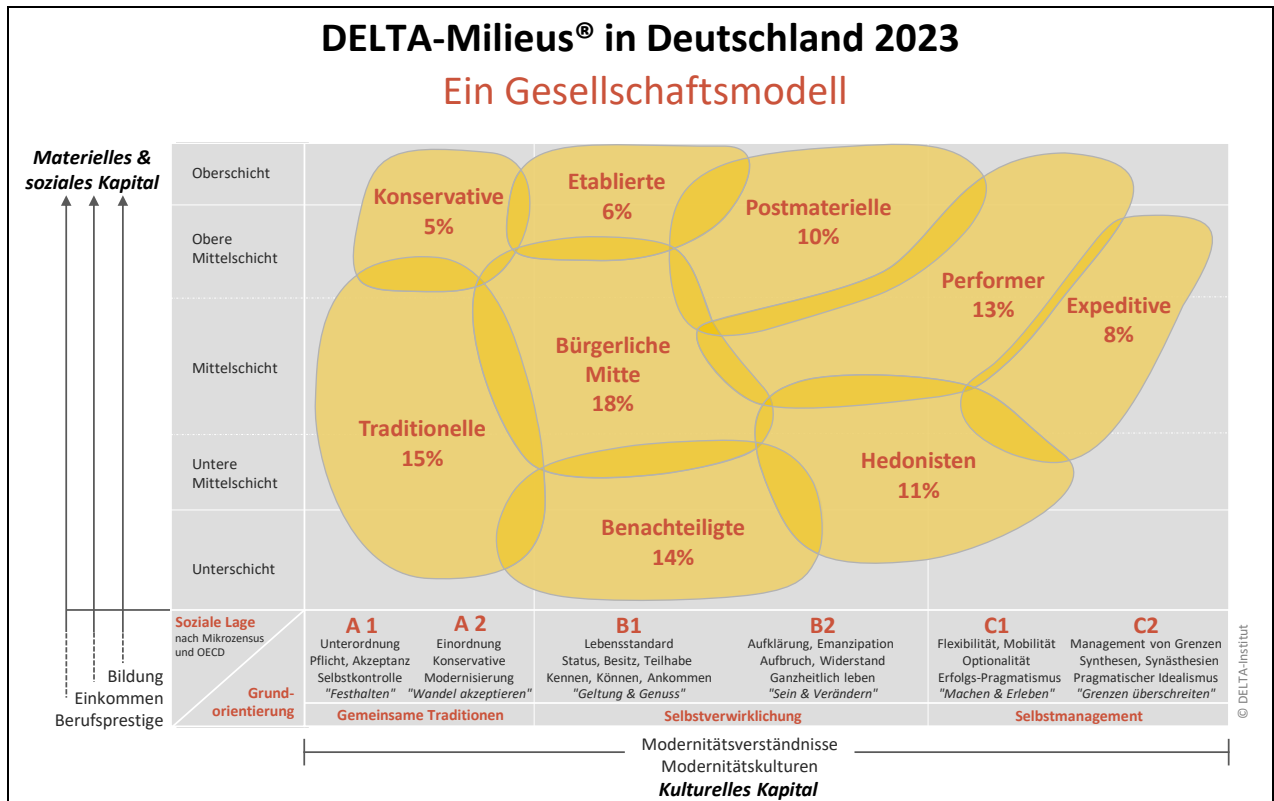 DELTA-Milieus® in Deutschland 2023
Ein Gesellschaftsmodell
Materielles &
soziales Kapital
Oberschicht
Obere
Mittelschicht
Mittelschicht
Untere
Mittelschicht
Unterschicht
Konservative
5%
Etablierte
6%
Postmaterielle
10%
Performer
13%
Expeditive
8%
Bürgerliche
Mitte
18%
Traditionelle
15%
Hedonisten
11%
Benachteiligte
14%
Soziale Lage
nach Mikrozensus
und OECD
Grund-
orientierung
Bildung
Einkommen
Berufsprestige
A 1
Unterordnung
Pflicht, Akzeptanz
Selbstkontrolle
"Festhalten"
A 2
Einordnung
Konservative
Modernisierung
"Wandel akzeptieren"
B1
Lebensstandard
Status, Besitz, Teilhabe
Kennen, Können, Ankommen
"Geltung & Genuss"
B2
Aufklärung, Emanzipation
Aufbruch, Widerstand
Ganzheitlich leben
"Sein & Verändern"
C1
Flexibilität, Mobilität
Optionalität
Erfolgs-Pragmatismus
"Machen & Erleben"
C2
Management von Grenzen
Synthesen, Synästhesien
Pragmatischer Idealismus
"Grenzen überschreiten"
Gemeinsame Traditionen
Selbstverwirklichung
Selbstmanagement
Modernitätsverständnisse
Modernitätskulturen
Kulturelles Kapital
© DELTA-Institut